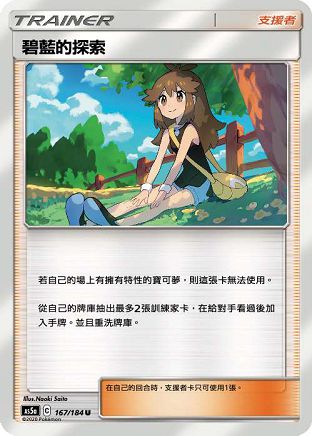 TRAINER
支援者
碧藍的探索
若自己的場上有擁有特性的寶可夢，則這張卡無法使用。
從自己的牌庫抽出最多2張訓練家卡，在給對手看過後加
入手牌。並且重洗牌庫。
Illus.Naoki Saito
AS5a C 167/184 U
©2020 Pokémon
在自己的回合時，支援者卡只可使用1張。